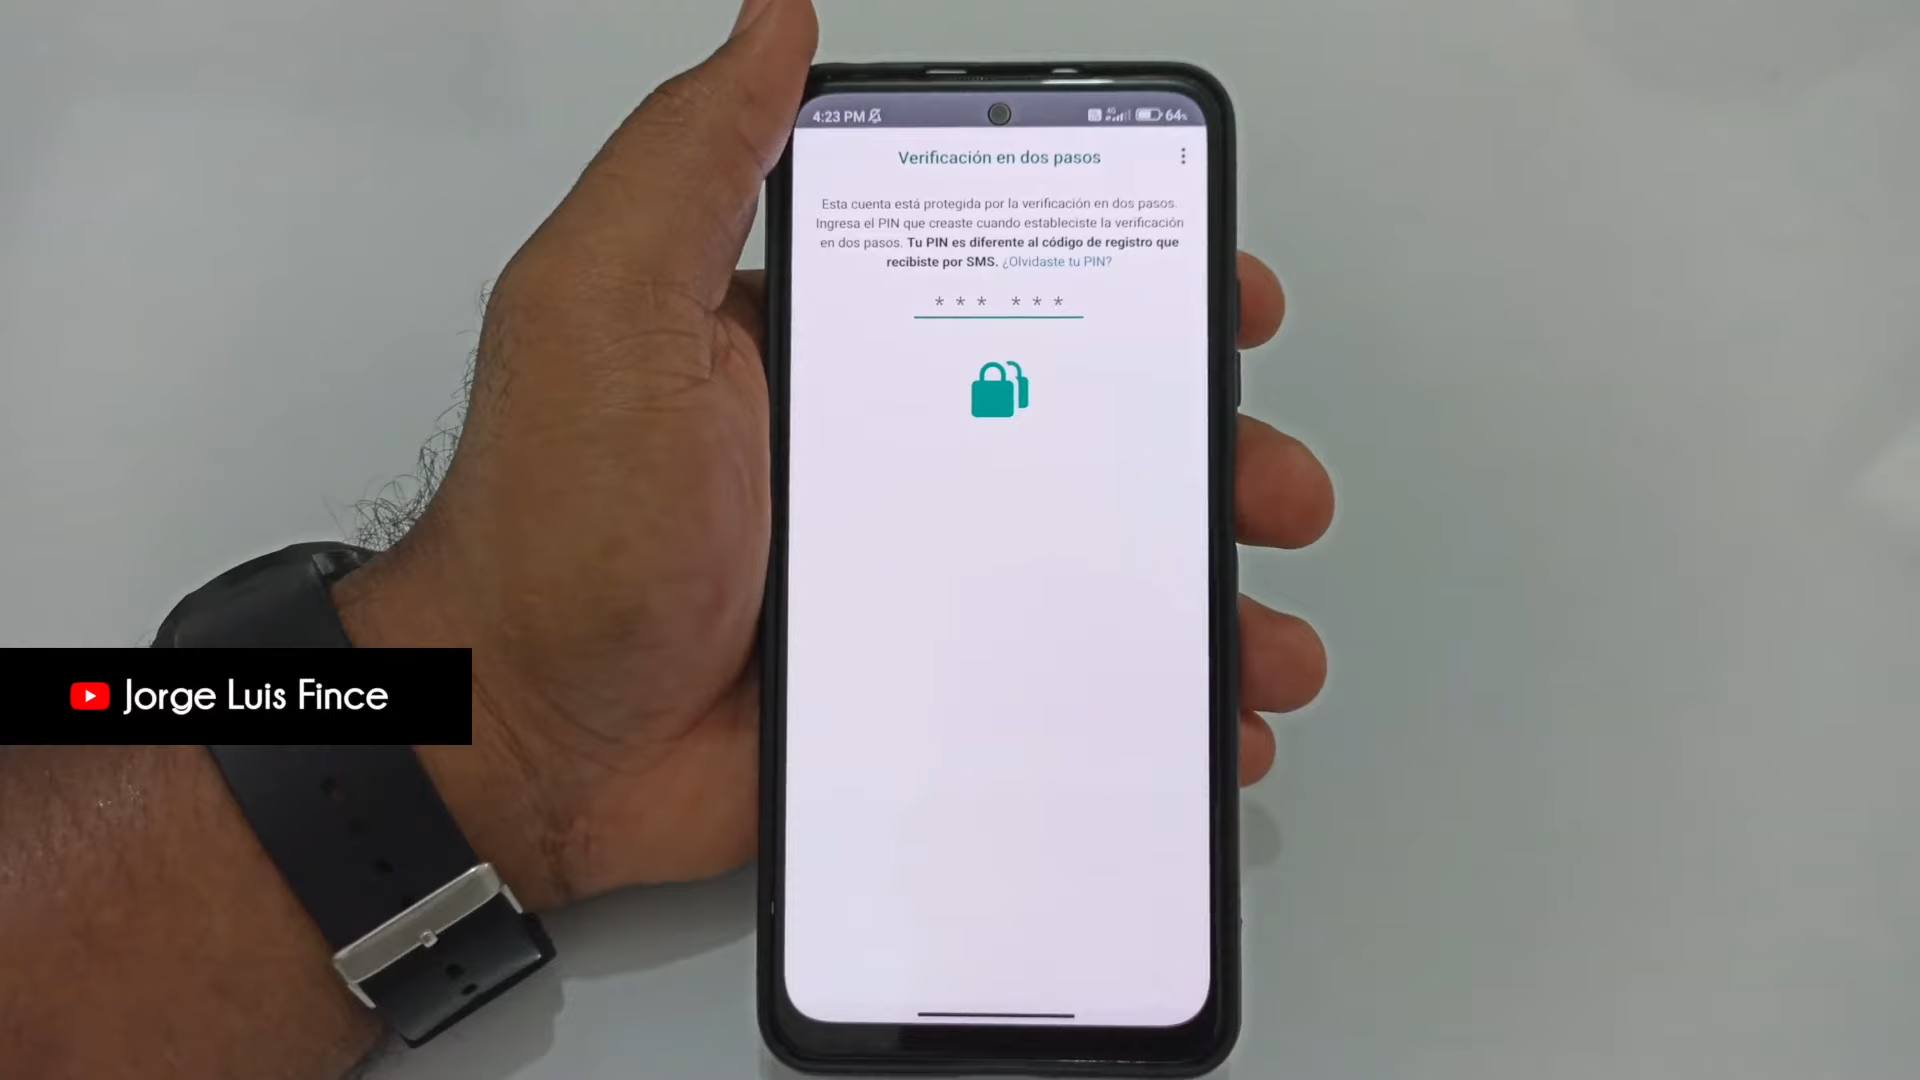 4:23 PM
4G
64%
Verificación en dos pasos
Esta cuenta está protegida por la verificación en dos pasos.
Ingresa el PIN que creaste cuando estableciste la verificación
en dos pasos. Tu PIN es diferente al código de registro que
recibiste por SMS. ¿Olvidaste tu PIN?
* * * * * *
Jorge Luis Fince